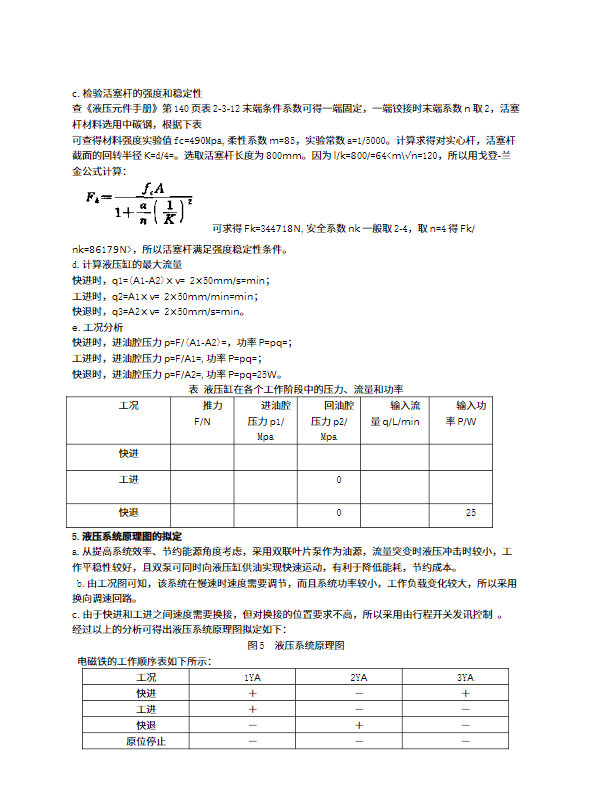 c. 检验活塞杆的强度和稳定性
查《液压元件手册》第 140 页表 2-3-12 末端条件系数可得一端固定，一端铰接时末端系数 n 取 2，活塞
杆材料选用中碳钢，根据下表
可查得材料强度实验值 fc=490Mpa, 柔性系数 m=85，实验常数 a=1/5000。计算求得对实心杆，活塞杆
截面的回转半径 K=d/4=。选取活塞杆长度为 800mm。因为 l/k=800/=64<m\√n=120，所以用戈登-兰
金公式计算：
F_k = f_c A / (1 + a/n (1/K)^2)
可求得 Fk=344718N, 安全系数 nk 一般取 2-4，取 n=4 得 Fk/
nk=86179N>，所以活塞杆满足强度稳定性条件。
d. 计算液压缸的最大流量
快进时，q1=(A1-A2)×v= 2×50mm/s=min；
工进时，q2=A1×v= 2×50mm/min=min；
快退时，q3=A2×v= 2×50mm/s=min。
e. 工况分析
快进时，进油腔压力 p=F/(A1-A2)=，功率 P=pq=；
工进时，进油腔压力 p=F/A1=, 功率 P=pq=；
快退时，进油腔压力 p=F/A2=, 功率 P=pq=25W。
表 液压缸在各个工作阶段中的压力、流量和功率
工况 推力 进油腔 回油腔 输入流 输入功
F/N 压力 p1/ 压力 p2/ 量 q/L/min 率 P/W
Mpa Mpa
快进
工进 0
快退 0 25
5. 液压系统原理图的拟定
a. 从提高系统效率、节约能源角度考虑，采用双联叶片泵作为油源，流量突变时液压冲击时较小，工
作平稳性较好，且双泵可同时向液压缸供油实现快速运动，有利于降低能耗，节约成本。
b. 由工况图可知，该系统在慢速时速度需要调节，而且系统功率较小，工作负载变化较大，所以采用
换向调速回路。
c. 由于快进和工进之间速度需要换接，但对换接的位置要求不高，所以采用由行程开关发讯控制 。
经过以上的分析可得出液压系统原理图拟定如下：
图 5 液压系统原理图
电磁铁的工作顺序表如下所示：
工况 1YA 2YA 3YA
快进 ＋ － ＋
工进 ＋ － －
快退 － ＋ －
原位停止 － － －